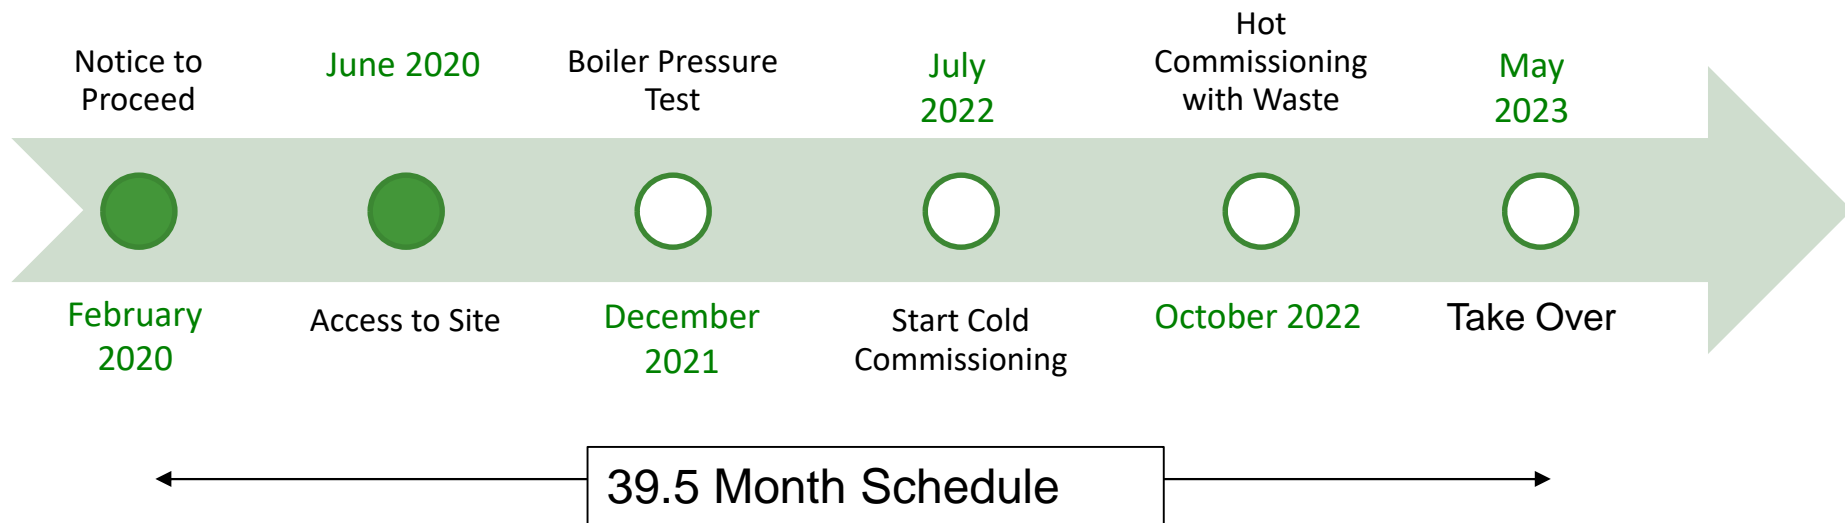 Notice to
Proceed
February
2020
June 2020
Access to Site
Boiler Pressure
Test
December
2021
July
2022
Start Cold
Commissioning
Hot
Commissioning
with Waste
October 2022
May
2023
Take Over
39.5 Month Schedule